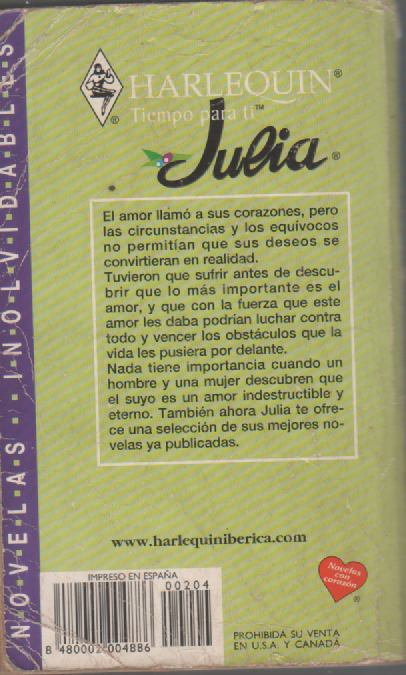 NOVELAS · INOLVIDABLES
HARLEQUIN®
Tiempo para ti™
®
Julia®
El amor llamó a sus corazones, pero
las circunstancias y los equívocos
no permitían que sus deseos se
convirtieran en realidad.
Tuvieron que sufrir antes de descu-
brir que lo más importante es el
amor, y que con la fuerza que este
amor les daba podrían luchar contra
todo y vencer los obstáculos que la
vida les pusiera por delante.
Nada tiene importancia cuando un
hombre y una mujer descubren que
el suyo es un amor indestructible y
eterno. También ahora Julia te ofre-
ce una selección de sus mejores no-
velas ya publicadas.
www.harlequiniberica.com
Novelas
con
corazón
®
IMPRESO EN ESPAÑA
00204
8 480002 004886
PROHIBIDA SU VENTA
EN U.S.A. Y CANADÁ